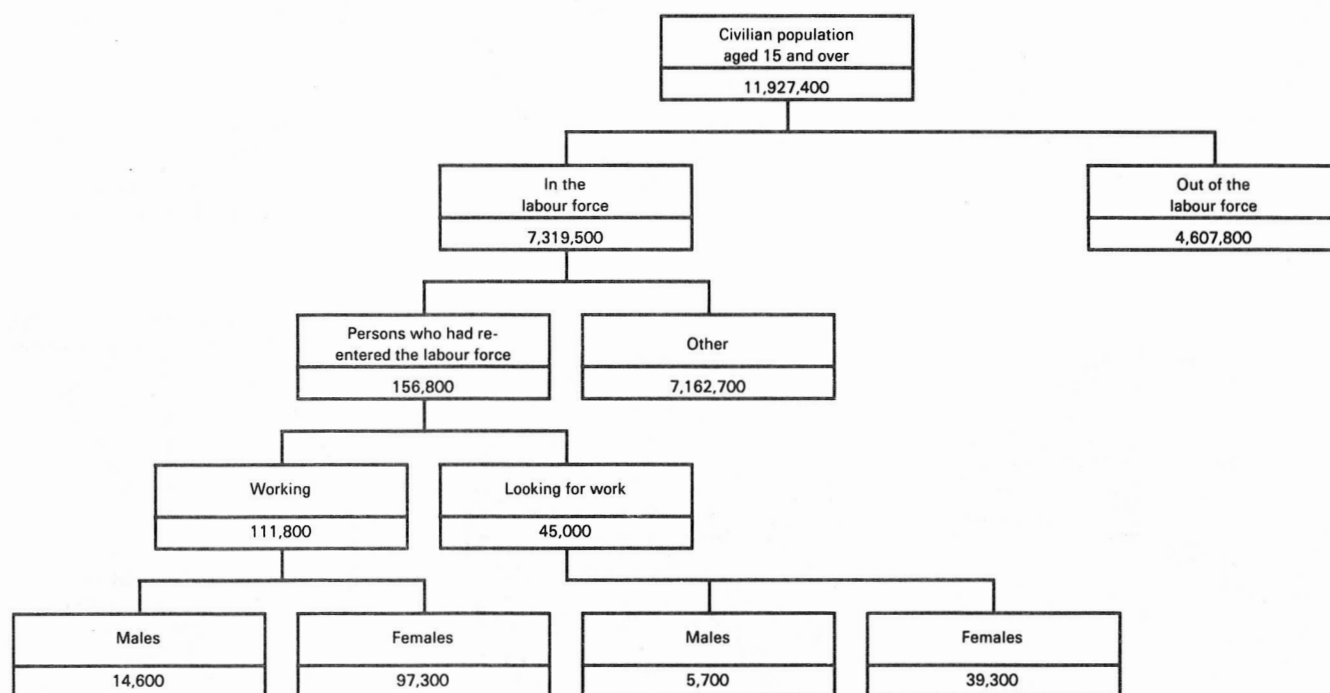 Civilian population
aged 15 and over
11,927,400
In the
labour force
7,319,500
Out of the
labour force
4,607,800
Persons who had re-
entered the labour force
156,800
Other
7,162,700
Working
111,800
Looking for work
45,000
Males
14,600
Females
97,300
Males
5,700
Females
39,300